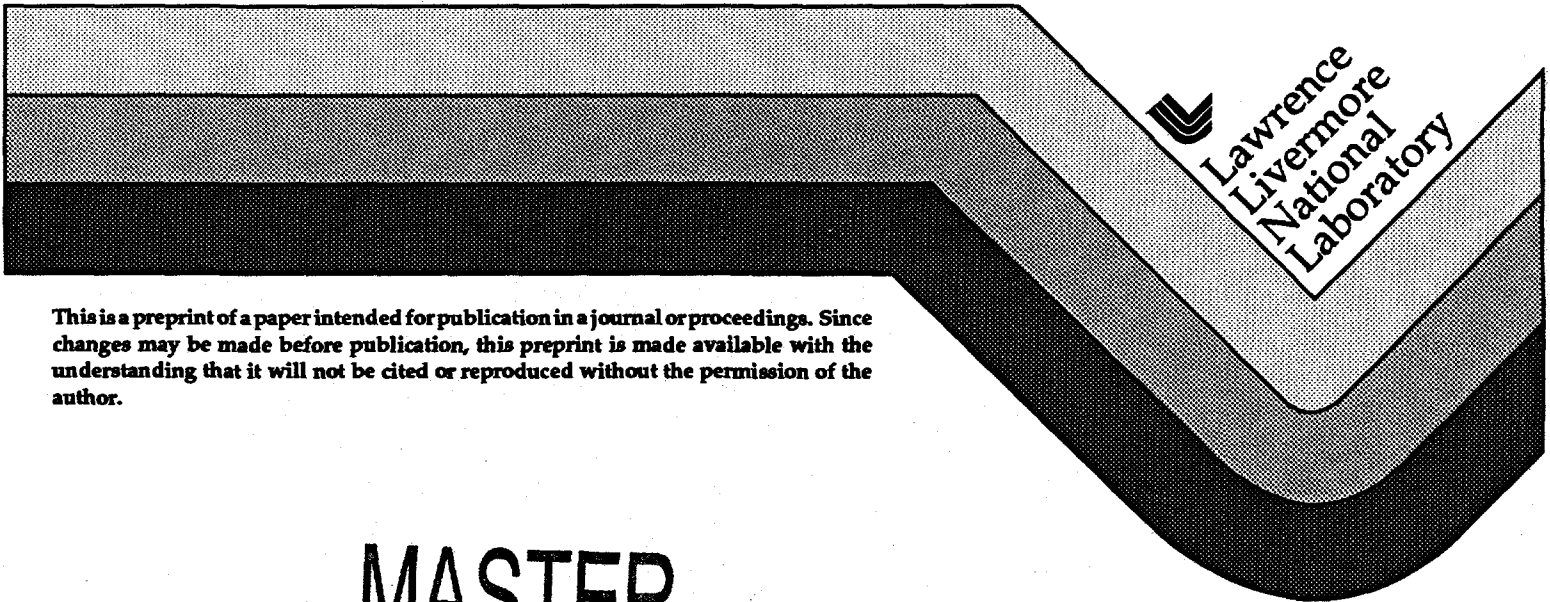 Lawrence
Livermore
National
Laboratory
This is a preprint of a paper intended for publication in a journal or proceedings. Since
changes may be made before publication, this preprint is made available with the
understanding that it will not be cited or reproduced without the permission of the
author.
MASTER